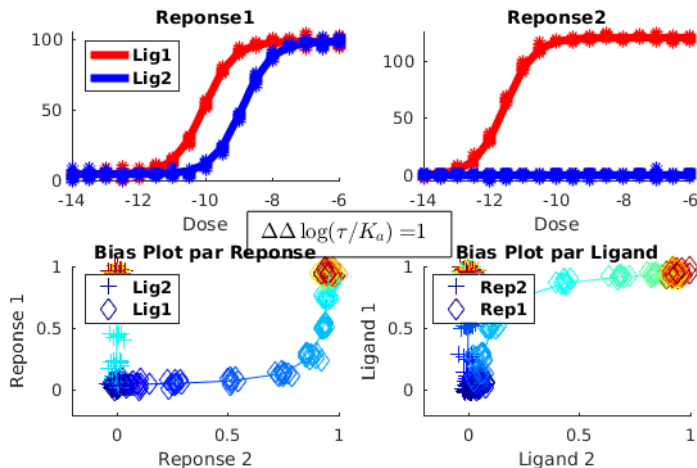 Reponse1
Reponse2
100
50
0
Lig1
Lig2
-14
-12
-10
-8
-6
Dose
100
50
0
-14
-12
-10
-8
-6
Dose
ΔΔ log(τ/K_a) =1
Bias Plot par Reponse
Bias Plot par Ligand
Reponse 1
1
0.5
0
Lig2
Lig1
0
0.5
1
Reponse 2
Ligand 1
1
0.5
0
Rep2
Rep1
0
0.5
1
Ligand 2